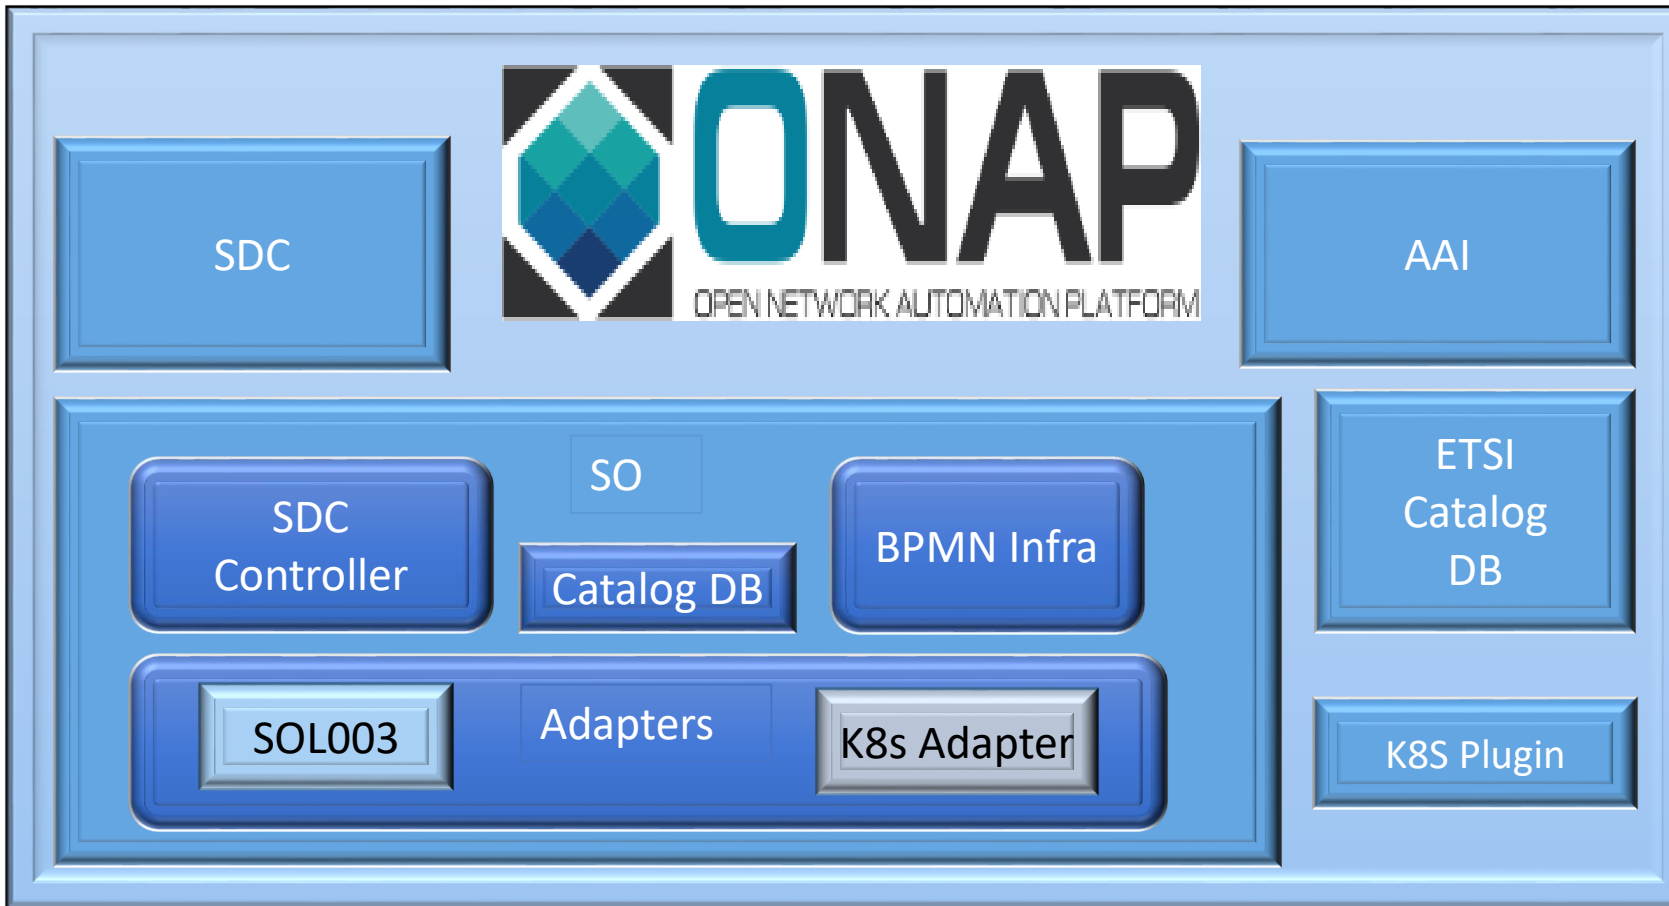 ONAP
OPEN NETWORK AUTOMATION PLATFORM
SDC
AAI
SO
SDC
Controller
Catalog DB
BPMN Infra
ETSI
Catalog
DB
Adapters
SOL003
K8s Adapter
K8S Plugin